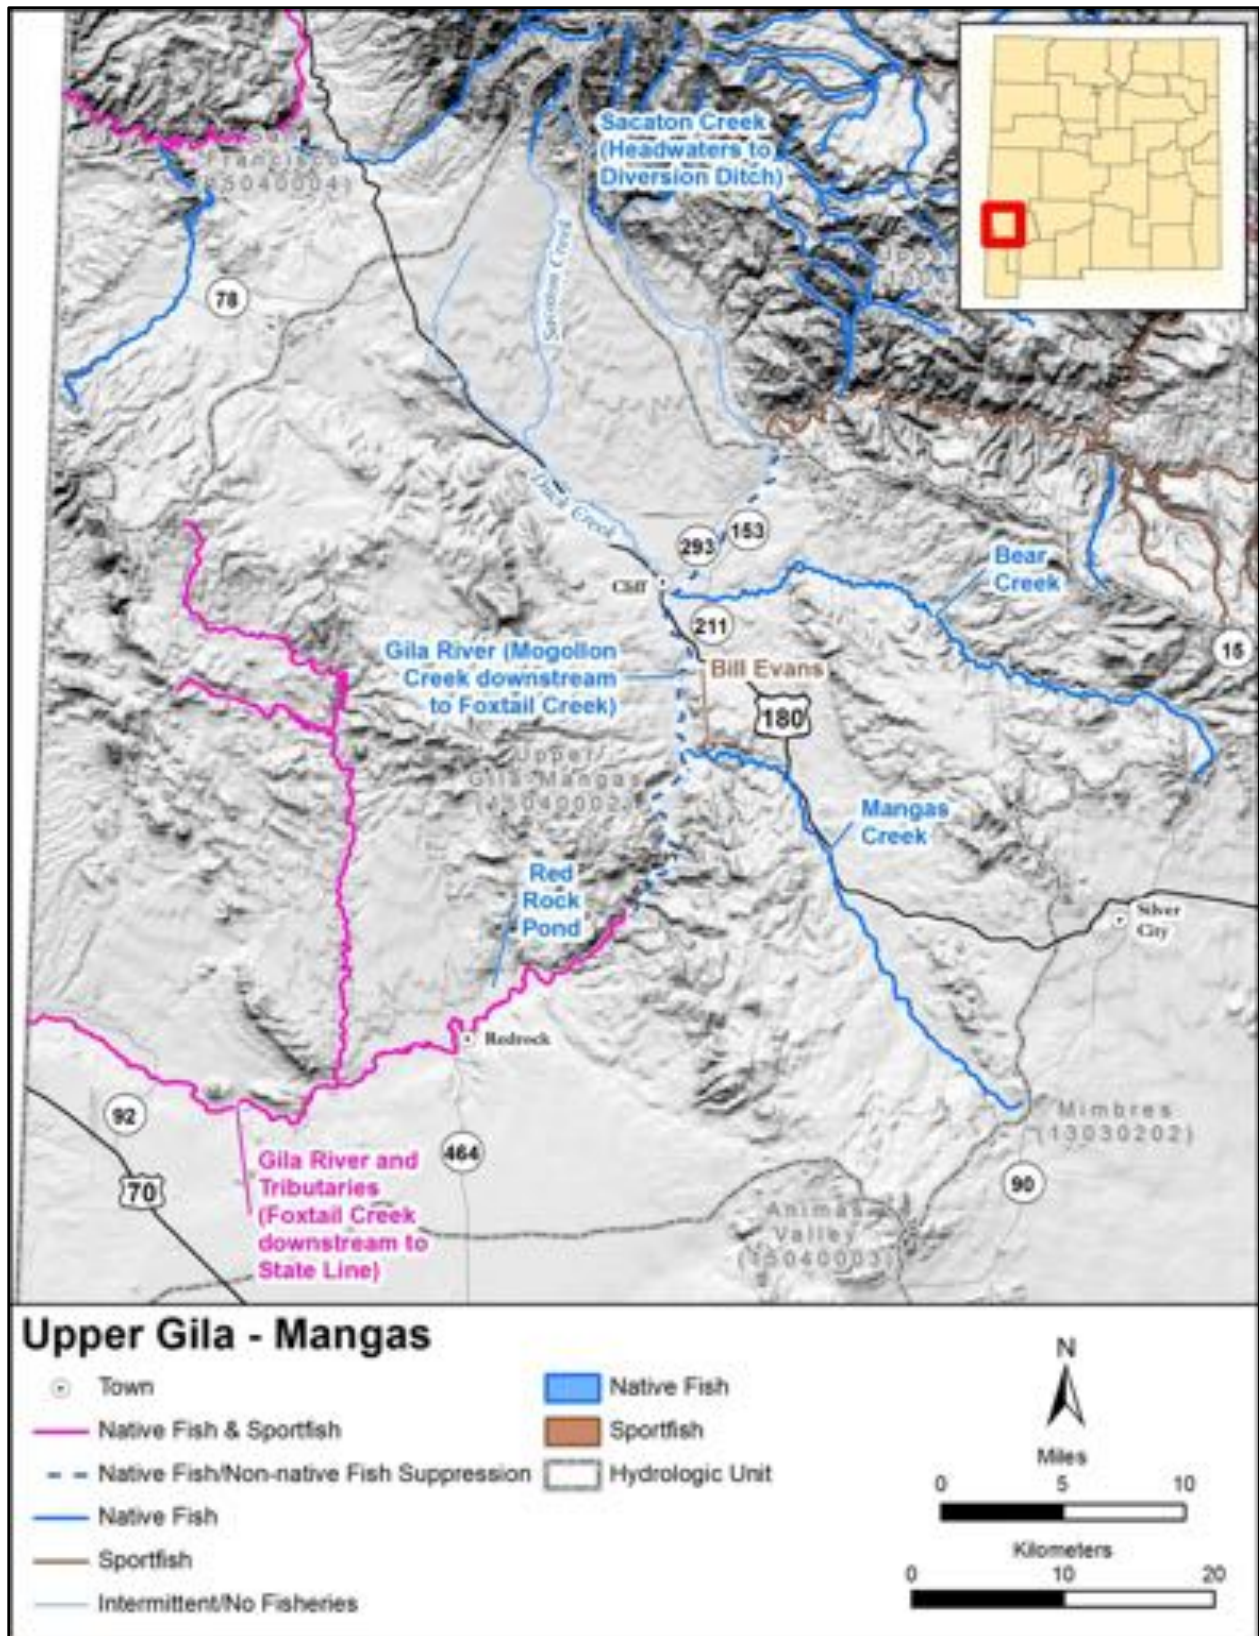 Sacaton Creek
(Headwaters to
Diversion Ditch)
Francisco
(15040004)
78
Sacaton Creek
Duck Creek
293
153
Cliff
211
Bear
Creek
15
Gila River (Mogollon
Creek downstream
to Foxtail Creek)
Bill Evans
180
Upper
Gila-Mangas
(15040002)
Mangas
Creek
Red
Rock
Pond
Silver
City
Redrock
92
70
464
Mimbres
(13030202)
90
Gila River and
Tributaries
(Foxtail Creek
downstream to
State Line)
Animas
Valley
(15040003)
Upper Gila - Mangas
Town
Native Fish & Sportfish
Native Fish/Non-native Fish Suppression
Native Fish
Sportfish
Intermittent/No Fisheries
Native Fish
Sportfish
Hydrologic Unit
N
Miles
0 5 10
Kilometers
0 10 20